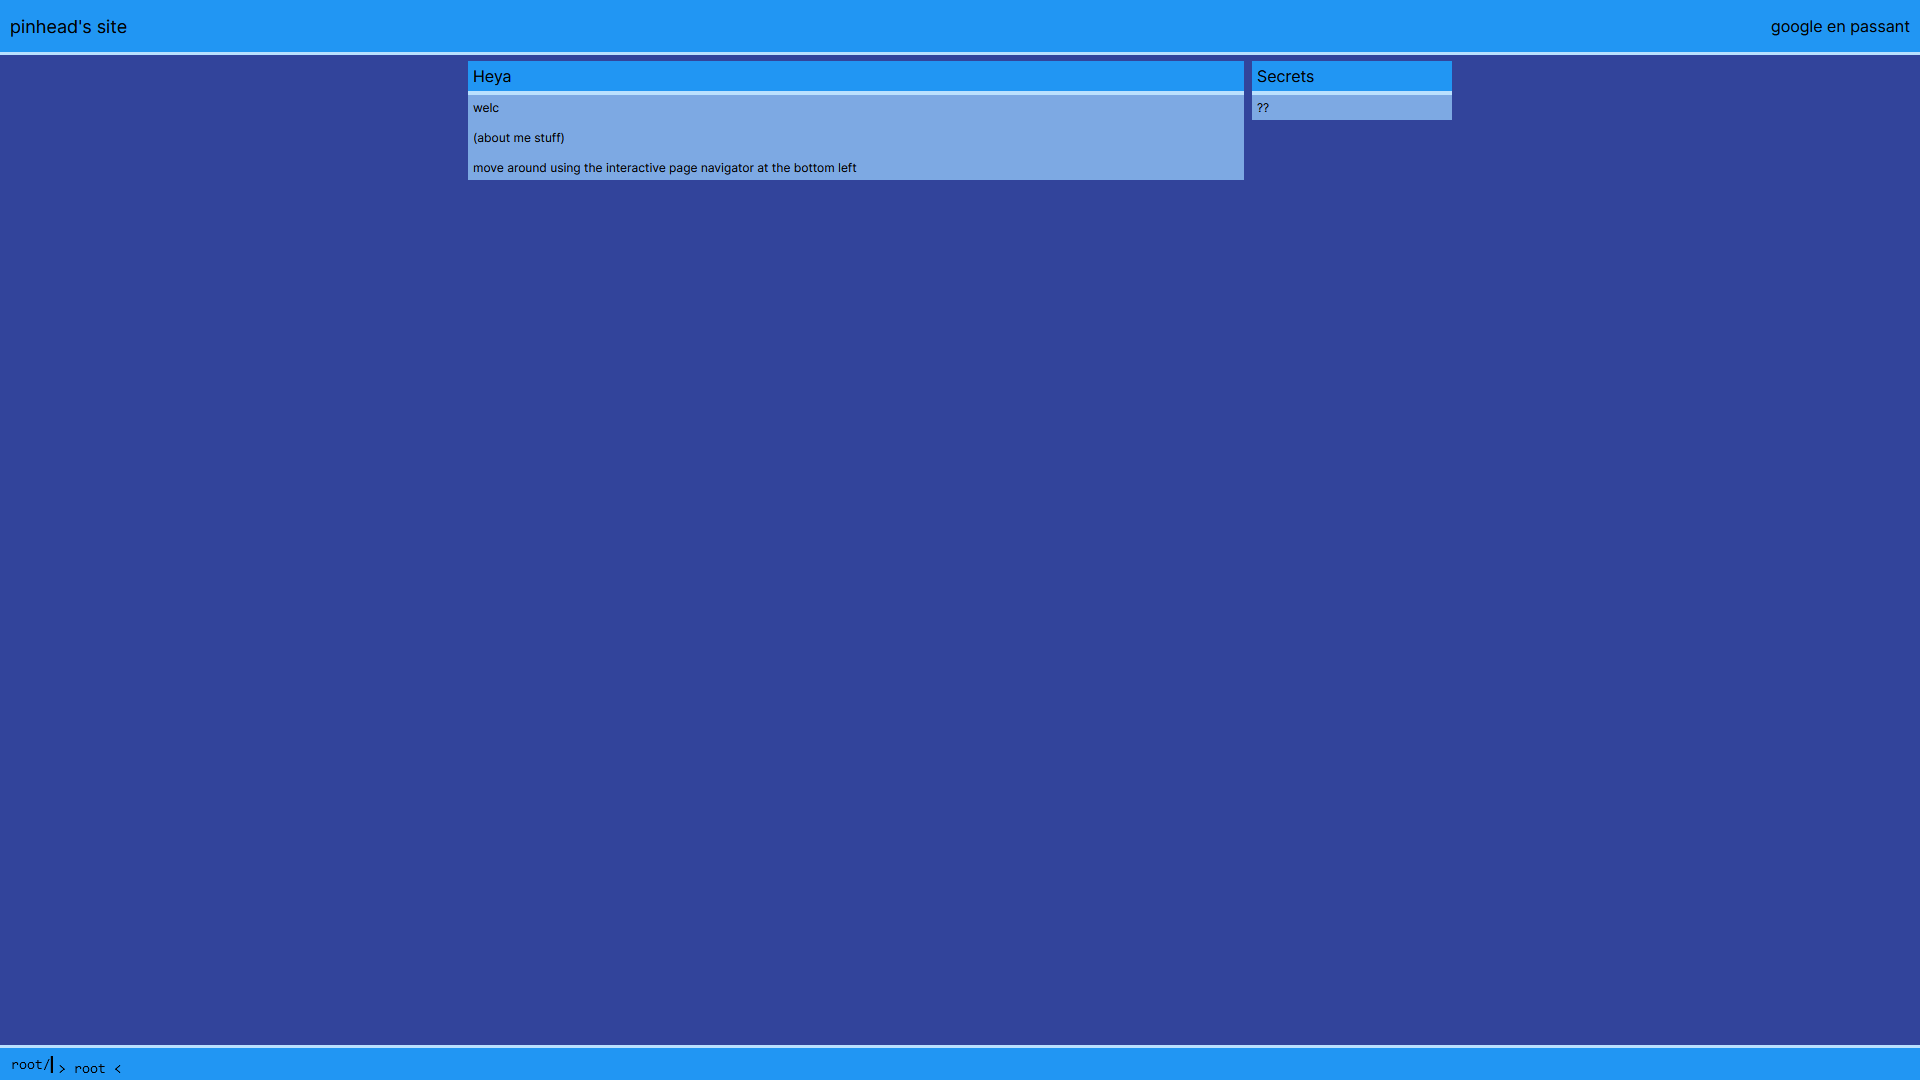 pinhead's site
google en passant
Heya
welc
(about me stuff)
move around using the interactive page navigator at the bottom left
Secrets
??
root/
> root <